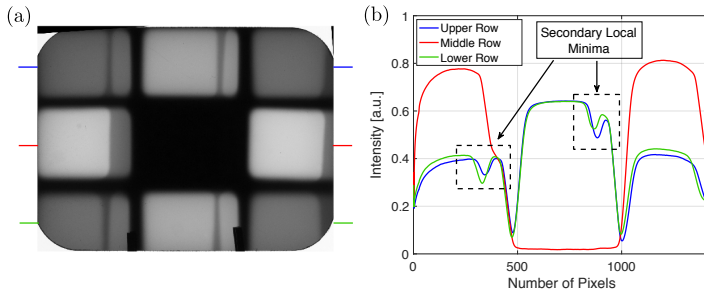 (a)
(b)
Upper Row
Middle Row
Lower Row
Secondary Local
Minima
Intensity [a.u.]
1
0.8
0.6
0.4
0.2
0
0
500
1000
Number of Pixels